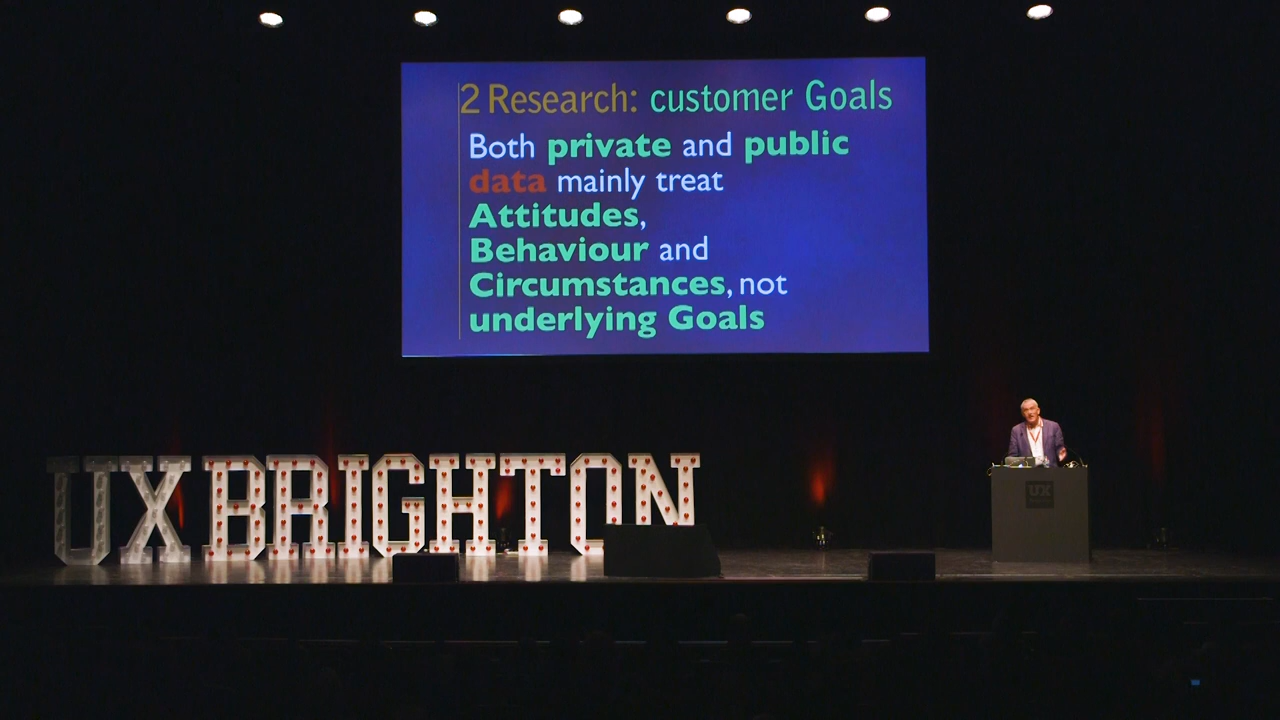 2 Research: customer Goals
Both private and public
data mainly treat
Attitudes,
Behaviour and
Circumstances, not
underlying Goals
UX BRIGHTON
UX